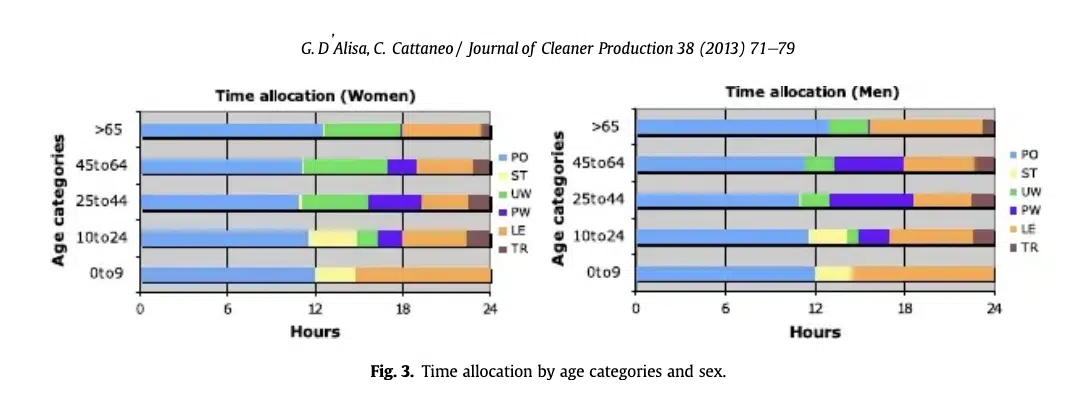 G. D'Alisa, C. Cattaneo / Journal of Cleaner Production 38 (2013) 71–79
Time allocation (Women)
Age categories
>65
45to64
25to44
10to24
0to9
0 6 12 18 24
Hours
PO
ST
UW
PW
LE
TR
Time allocation (Men)
Age categories
>65
45to64
25to44
10to24
0to9
0 6 12 18 24
Hours
PO
ST
UW
PW
LE
TR
Fig. 3. Time allocation by age categories and sex.